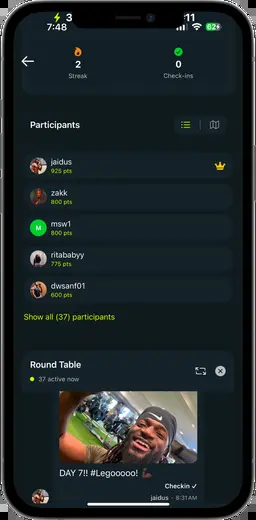 3
:11
7:48
62
2
0
Streak
Check-ins
Participants
jaidus
925 pts
zakk
800 pts
M
msw1
800 pts
ritababyy
775 pts
dwsanf01
600 pts
Show all (37) participants
Round Table
37 active now
DAY 7!! #Legooooo!
Checkin ✓
jaidus - 8:31 AM